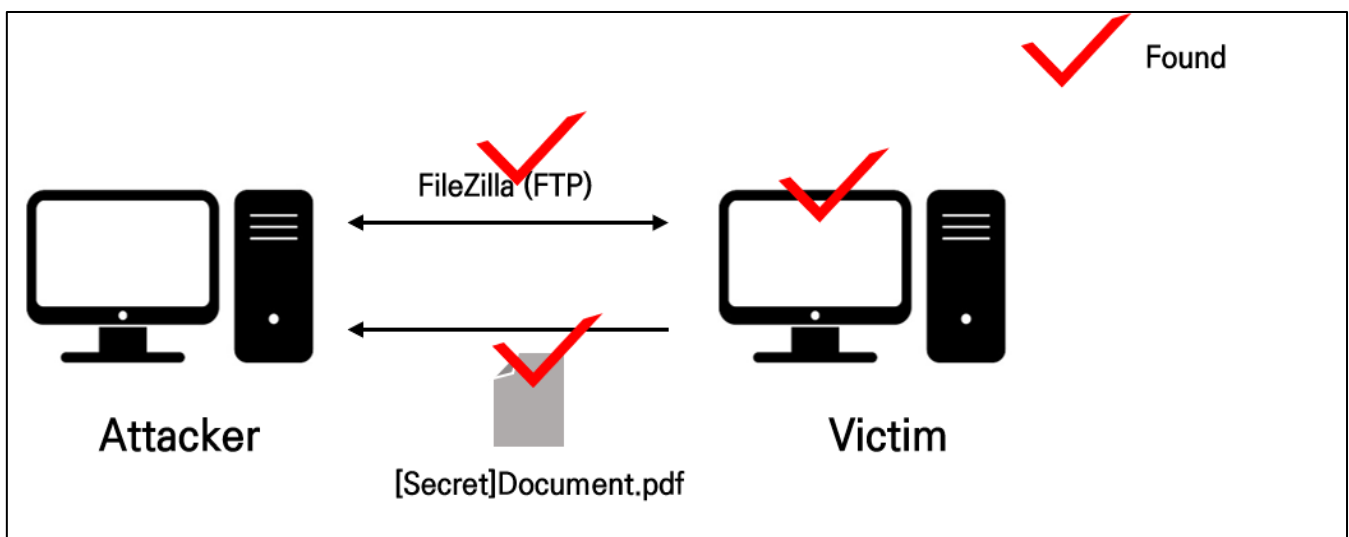 Found
FileZilla (FTP)
Attacker
Victim
[Secret]Document.pdf